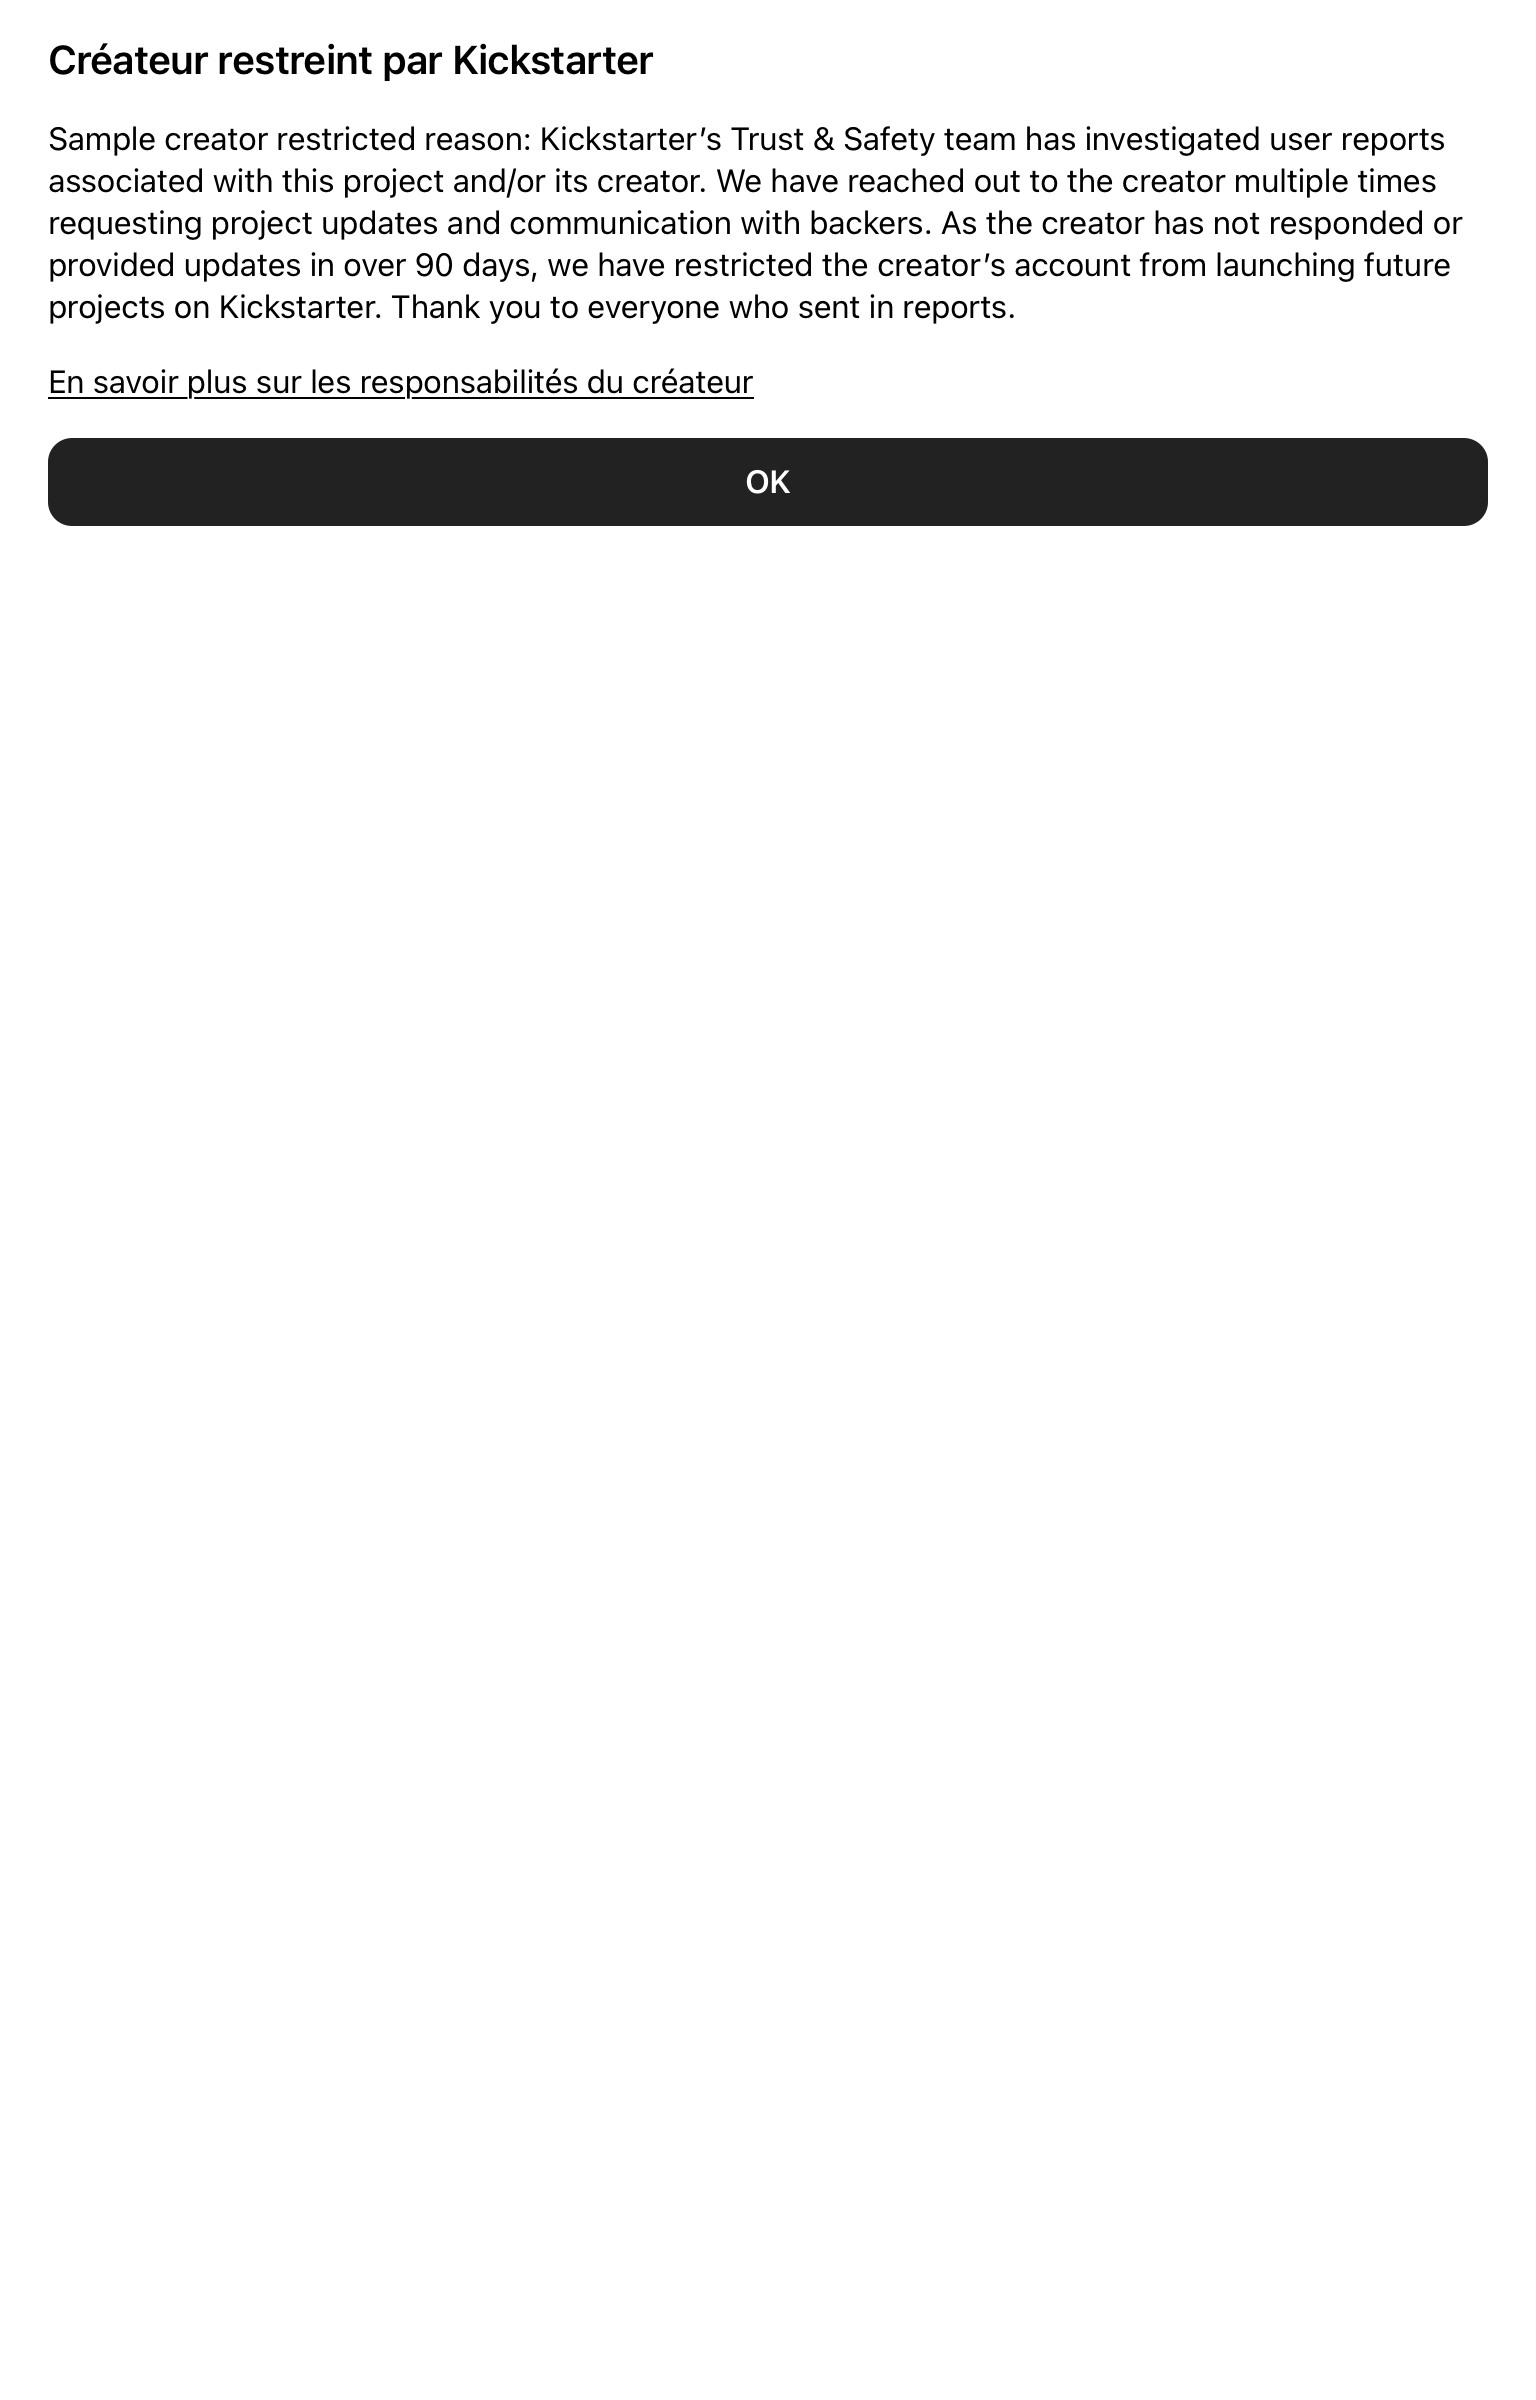 Créateur restreint par Kickstarter
Sample creator restricted reason: Kickstarter’s Trust & Safety team has investigated user reports
associated with this project and/or its creator. We have reached out to the creator multiple times
requesting project updates and communication with backers. As the creator has not responded or
provided updates in over 90 days, we have restricted the creator’s account from launching future
projects on Kickstarter. Thank you to everyone who sent in reports.
En savoir plus sur les responsabilités du créateur
OK